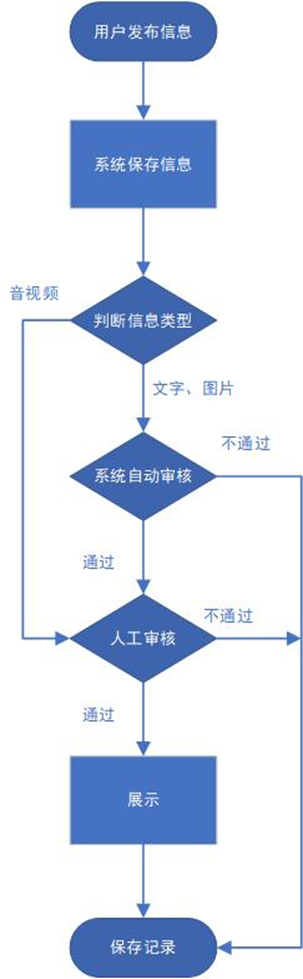 用户发布信息
系统保存信息
音视频
判断信息类型
文字、图片
不通过
系统自动审核
通过
不通过
人工审核
通过
展示
保存记录